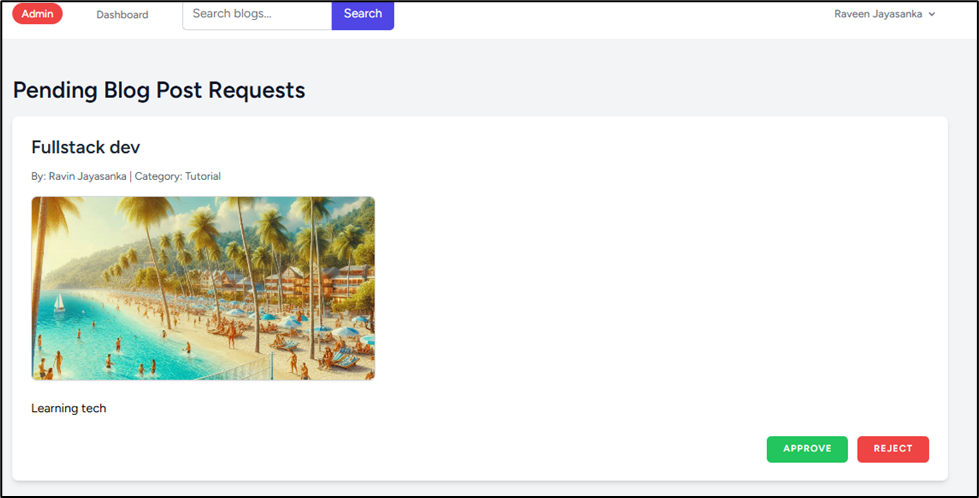 Admin Dashboard Search blogs... Search Raveen Jayasanka
Pending Blog Post Requests
Fullstack dev
By: Ravin Jayasanka | Category: Tutorial
Learning tech
APPROVE REJECT